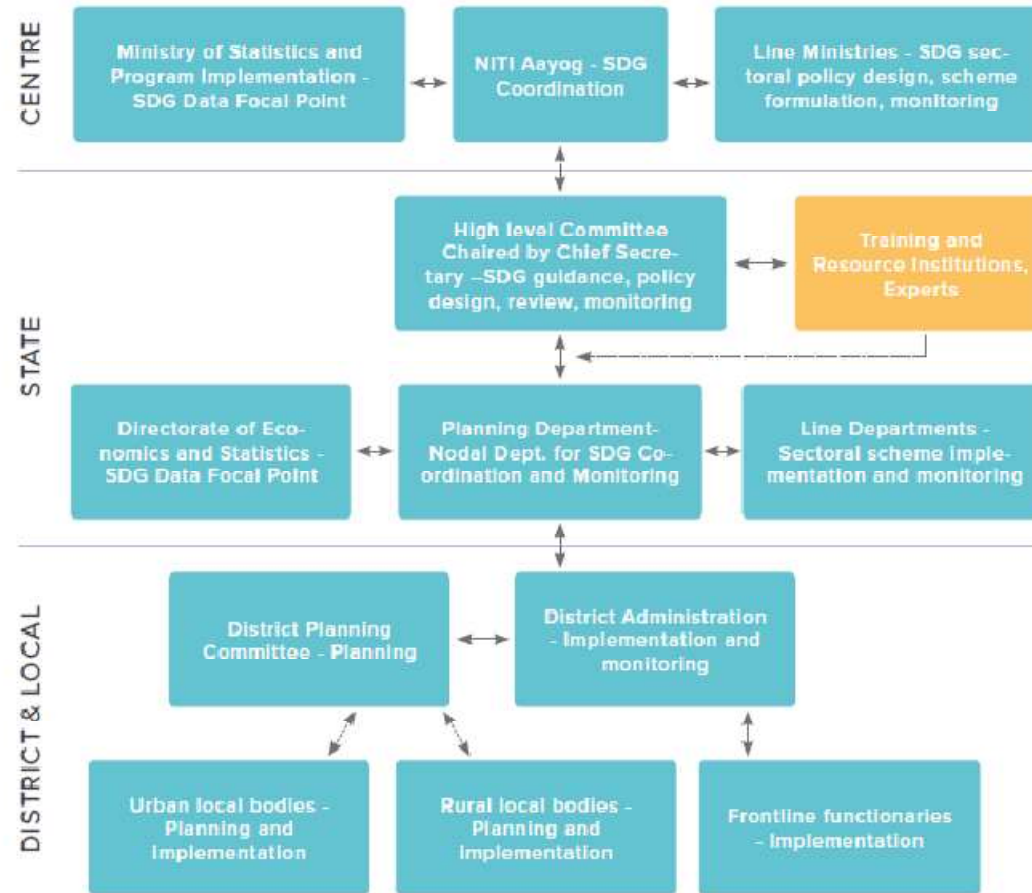 CENTRE
Ministry of Statistics and
Program Implementation -
SDG Data Focal Point
NITI Aayog - SDG
Coordination
Line Ministries - SDG sec-
toral policy design, scheme
formulation, monitoring
STATE
High level Committee
Chaired by Chief Secre-
tary –SDG guidance, policy
design, review, monitoring
Training and
Resource Institutions,
Experts
Directorate of Eco-
nomics and Statistics -
SDG Data Focal Point
Planning Department-
Nodal Dept. for SDG Co-
ordination and Monitoring
Line Departments -
Sectoral scheme imple-
mentation and monitoring
DISTRICT & LOCAL
District Planning
Committee - Planning
District Administration
- Implementation and
monitoring
Urban local bodies -
Planning and
Implementation
Rural local bodies -
Planning and
Implementation
Frontline functionaries
- Implementation